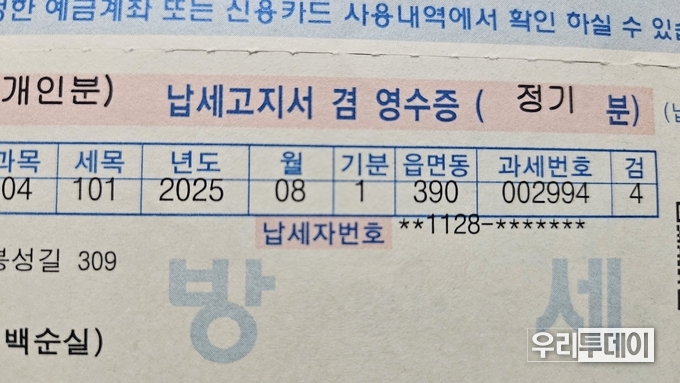 정한 예금계좌 또는 신용카드 사용내역에서 확인 하실 수 있습
개인분) 납세고지서 겸 영수증 ( 정기 분)
과목 세목 년도 월 기분 읍면동 과세번호 검
04 101 2025 08 1 390 002994 4
납세자번호 **1128-*******
봉성길 309
방 세
백순실)
우리투데이